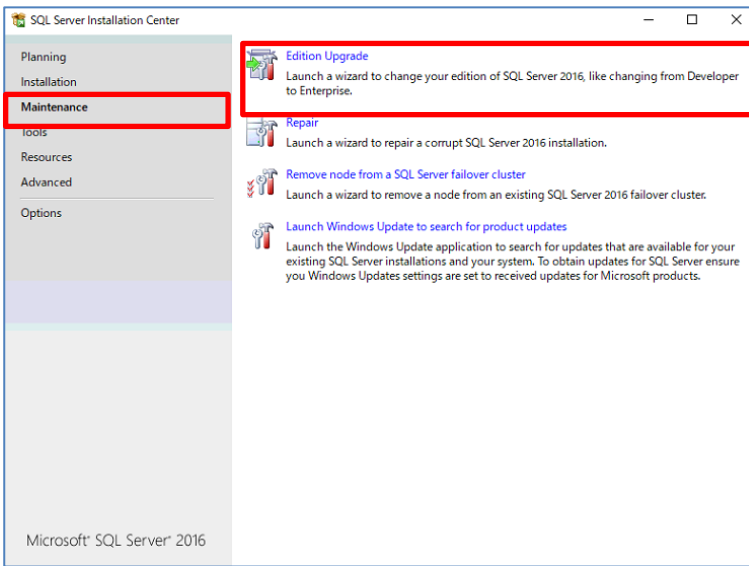 SQL Server Installation Center
Planning
Installation
Maintenance
Tools
Resources
Advanced
Options
Edition Upgrade
Launch a wizard to change your edition of SQL Server 2016, like changing from Developer
to Enterprise.
Repair
Launch a wizard to repair a corrupt SQL Server 2016 installation.
Remove node from a SQL Server failover cluster
Launch a wizard to remove a node from an existing SQL Server 2016 failover cluster.
Launch Windows Update to search for product updates
Launch the Windows Update application to search for updates that are available for your
existing SQL Server installations and your system. To obtain updates for SQL Server ensure
you Windows Updates settings are set to received updates for Microsoft products.
Microsoft® SQL Server® 2016